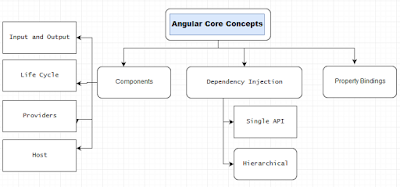 Angular Core Concepts
Input and Output
Life Cycle
Providers
Host
Components
Dependency Injection
Property Bindings
Single API
Hierarchical